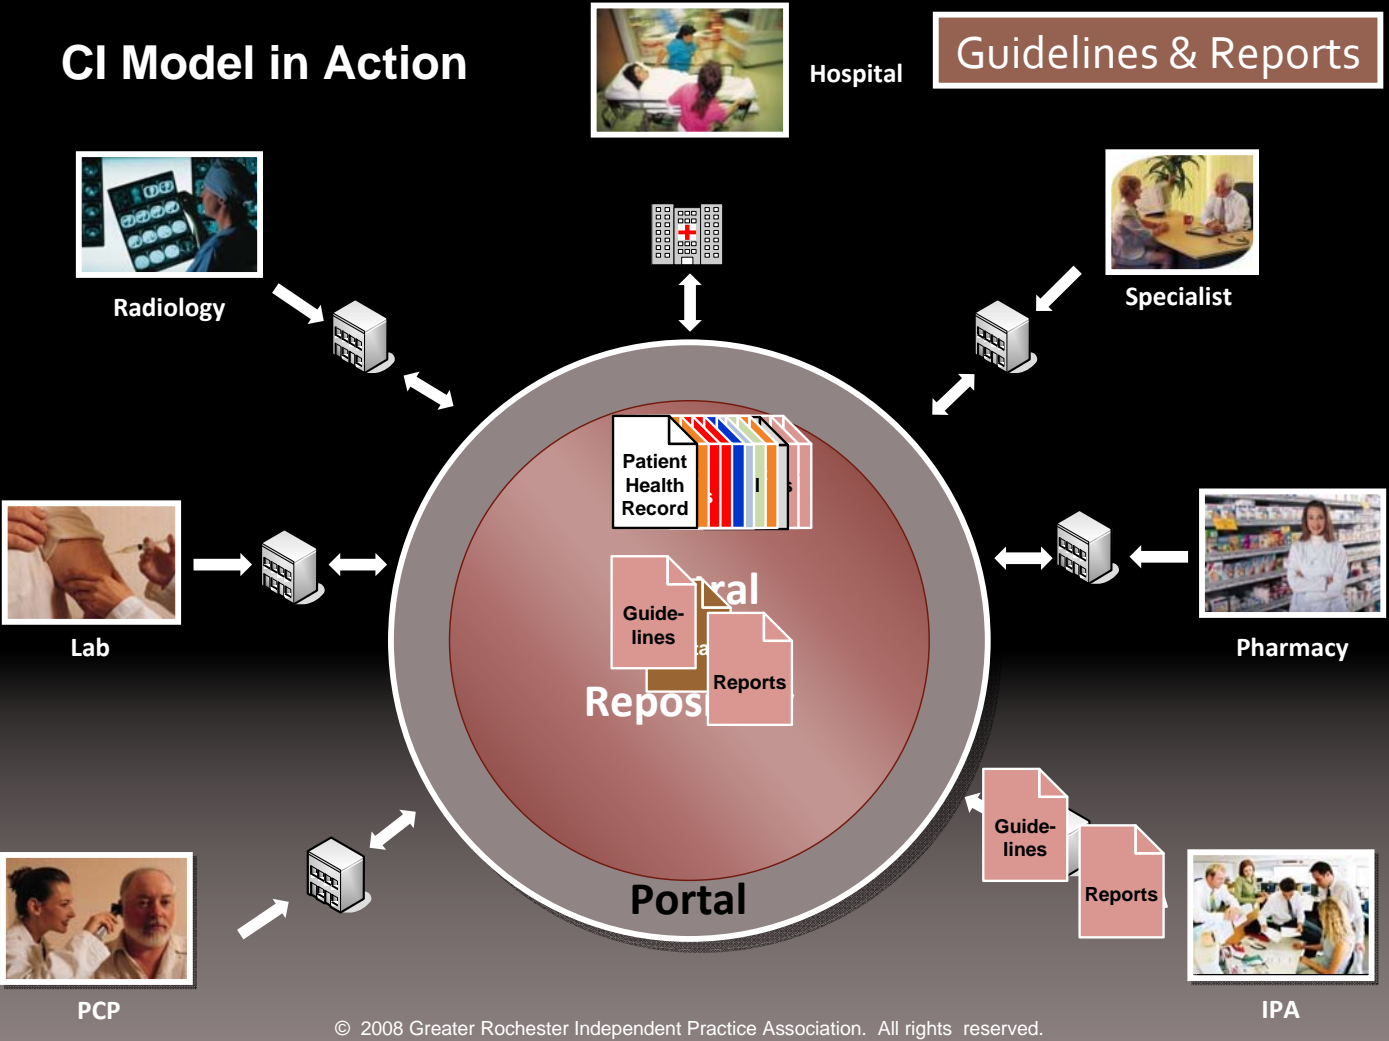 CI Model in Action
Guidelines & Reports
Hospital
Radiology
Specialist
Patient
Health
Record
Lab
Pharmacy
Guide-
lines
Reports
Guide-
lines
Reports
Portal
PCP
IPA
© 2008 Greater Rochester Independent Practice Association. All rights reserved.